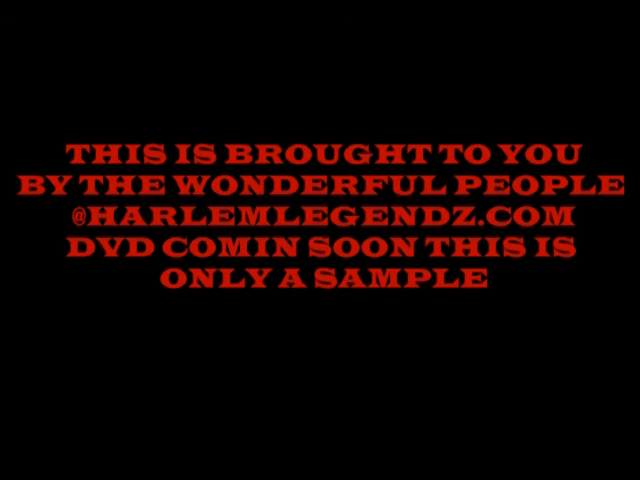 THIS IS BROUGHT TO YOU
BY THE WONDERFUL PEOPLE
@HARLEMLEGENDZ.COM
DVD COMIN SOON THIS IS
ONLY A SAMPLE